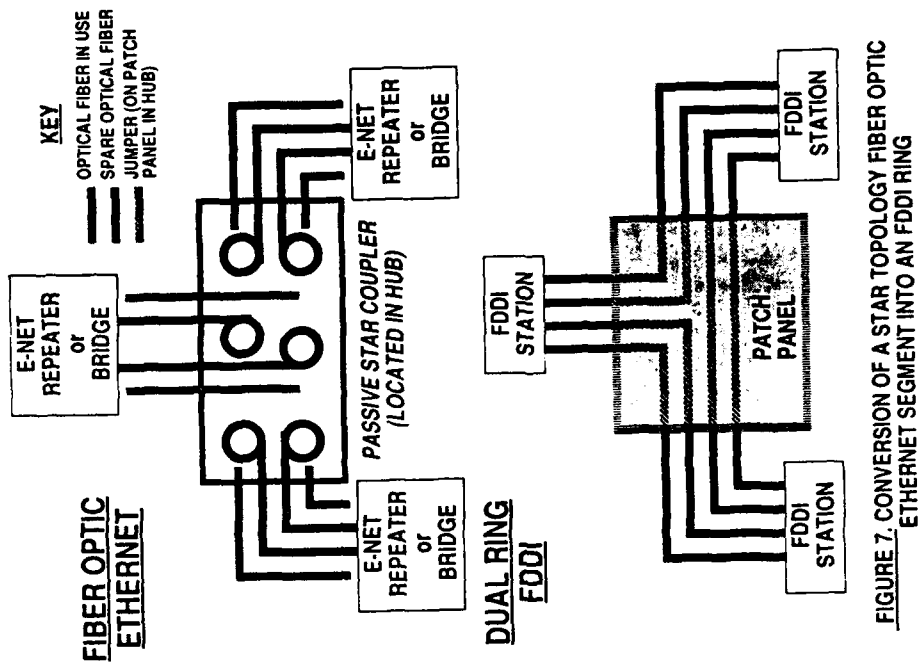 FIBER OPTIC
ETHERNET
KEY
OPTICAL FIBER IN USE
SPARE OPTICAL FIBER
JUMPER (ON PATCH
PANEL IN HUB)
E-NET
REPEATER
or
BRIDGE
E-NET
REPEATER
or
BRIDGE
E-NET
REPEATER
or
BRIDGE
PASSIVE STAR COUPLER
(LOCATED IN HUB)
DUAL RING
FDDI
FDDI
STATION
PATCH
PANEL
FDDI
STATION
FDDI
STATION
FIGURE 7. CONVERSION OF A STAR TOPOLOGY FIBER OPTIC
ETHERNET SEGMENT INTO AN FDDI RING